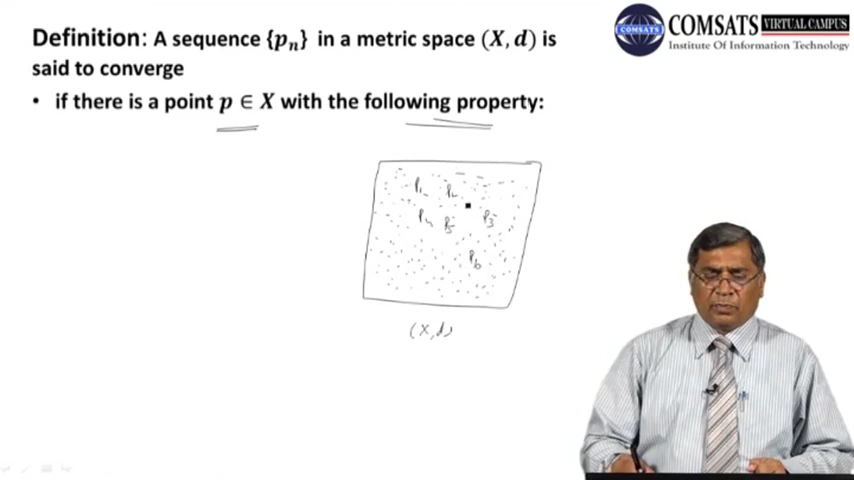 Definition: A sequence {pₙ} in a metric space (X, d) is
said to converge
• if there is a point p ∈ X with the following property:
COMSATS VIRTUAL CAMPUS
Institute Of Information Technology
COMSATS
P₁ P₂
P₄ P₅ P₃
P₆
(X, d)